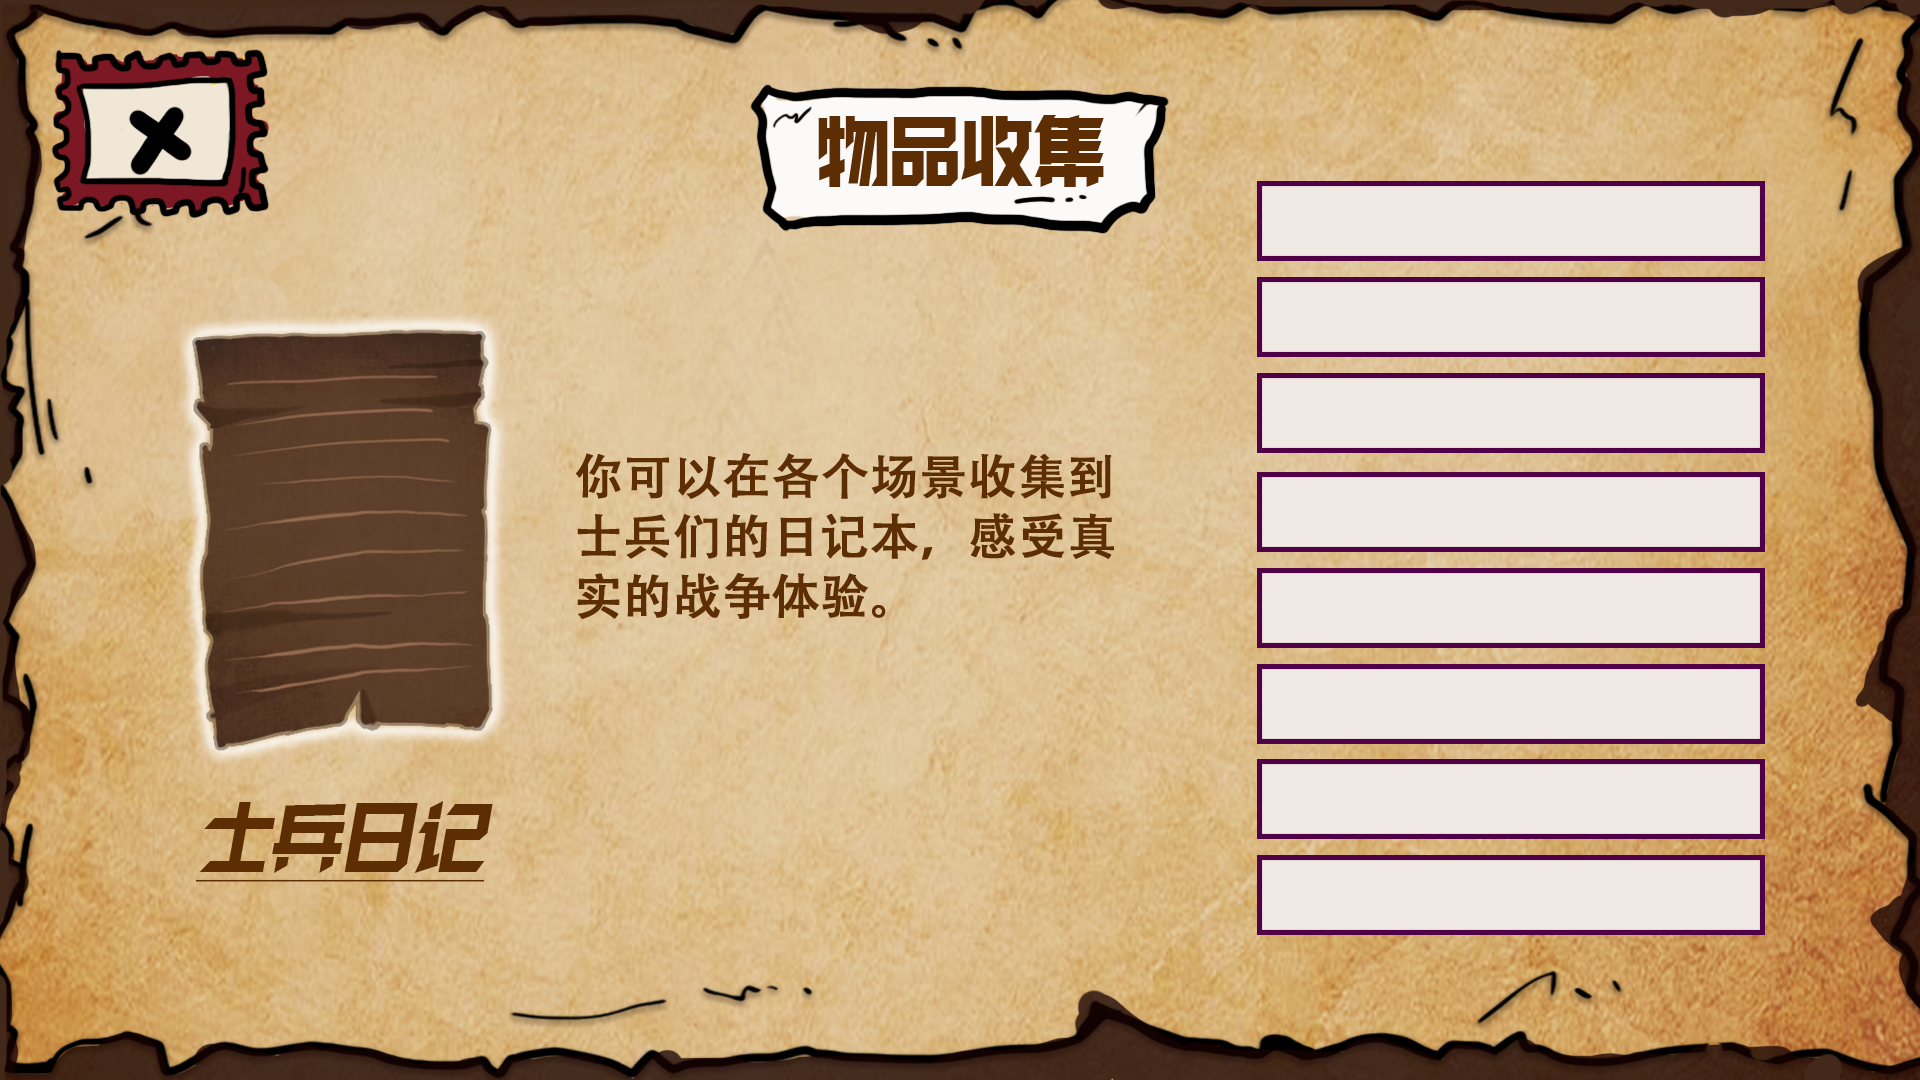 物品收集
你可以在各个场景收集到
士兵们的日记本，感受真
实的战争体验。
士兵日记